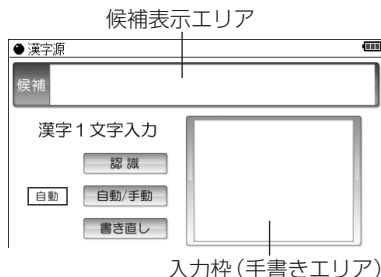 候補表示エリア
●漢字源
候補
漢字1文字入力
認識
自動 自動/手動
書き直し
入力枠(手書きエリア)